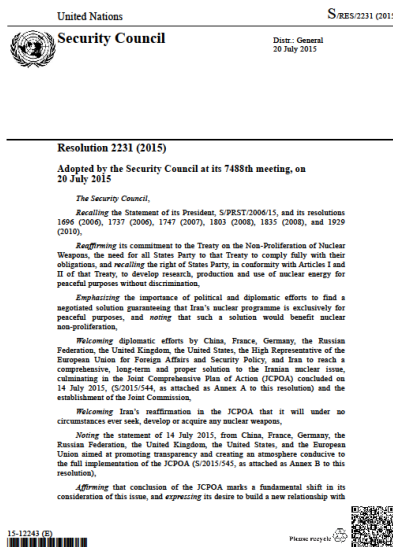 United Nations
S/RES/2231 (2015
Security Council
Distr.: General
20 July 2015
Resolution 2231 (2015)
Adopted by the Security Council at its 7488th meeting, on
20 July 2015
The Security Council,
Recalling the Statement of its President, S/PRST/2006/15, and its resolutions
1696 (2006), 1737 (2006), 1747 (2007), 1803 (2008), 1835 (2008), and 1929
(2010),
Reaffirming its commitment to the Treaty on the Non-Proliferation of Nuclear
Weapons, the need for all States Party to that Treaty to comply fully with their
obligations, and recalling the right of States Party, in conformity with Articles I and
II of that Treaty, to develop research, production and use of nuclear energy for
peaceful purposes without discrimination,
Emphasizing the importance of political and diplomatic efforts to find a
negotiated solution guaranteeing that Iran's nuclear programme is exclusively for
peaceful purposes, and noting that such a solution would benefit nuclear
non-proliferation,
Welcoming diplomatic efforts by China, France, Germany, the Russian
Federation, the United Kingdom, the United States, the High Representative of the
European Union for Foreign Affairs and Security Policy, and Iran to reach a
comprehensive, long-term and proper solution to the Iranian nuclear issue,
culminating in the Joint Comprehensive Plan of Action (JCPOA) concluded on
14 July 2015, (S/2015/544, as attached as Annex A to this resolution) and the
establishment of the Joint Commission,
Welcoming Iran's reaffirmation in the JCPOA that it will under no
circumstances ever seek, develop or acquire any nuclear weapons,
Noting the statement of 14 July 2015, from China, France, Germany, the
Russian Federation, the United Kingdom, the United States, and the European
Union aimed at promoting transparency and creating an atmosphere conducive to
the full implementation of the JCPOA (S/2015/545, as attached as Annex B to this
resolution),
Affirming that conclusion of the JCPOA marks a fundamental shift in its
consideration of this issue, and expressing its desire to build a new relationship with
15-12243 (E)
Please recycle